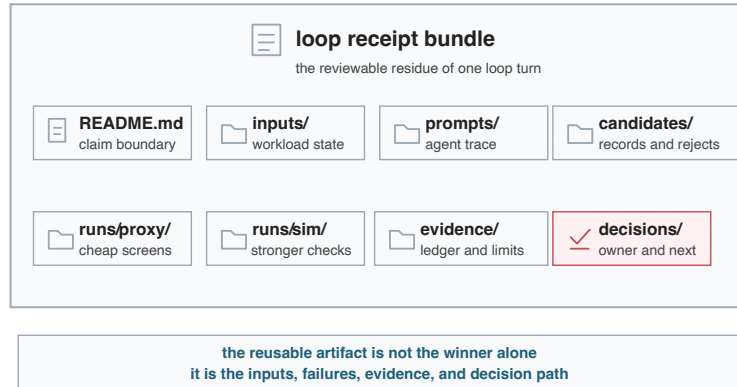 loop receipt bundle
the reviewable residue of one loop turn
README.md
claim boundary
inputs/
workload state
prompts/
agent trace
candidates/
records and rejects
runs/proxy/
cheap screens
runs/sim/
stronger checks
evidence/
ledger and limits
decisions/
owner and next
the reusable artifact is not the winner alone
it is the inputs, failures, evidence, and decision path